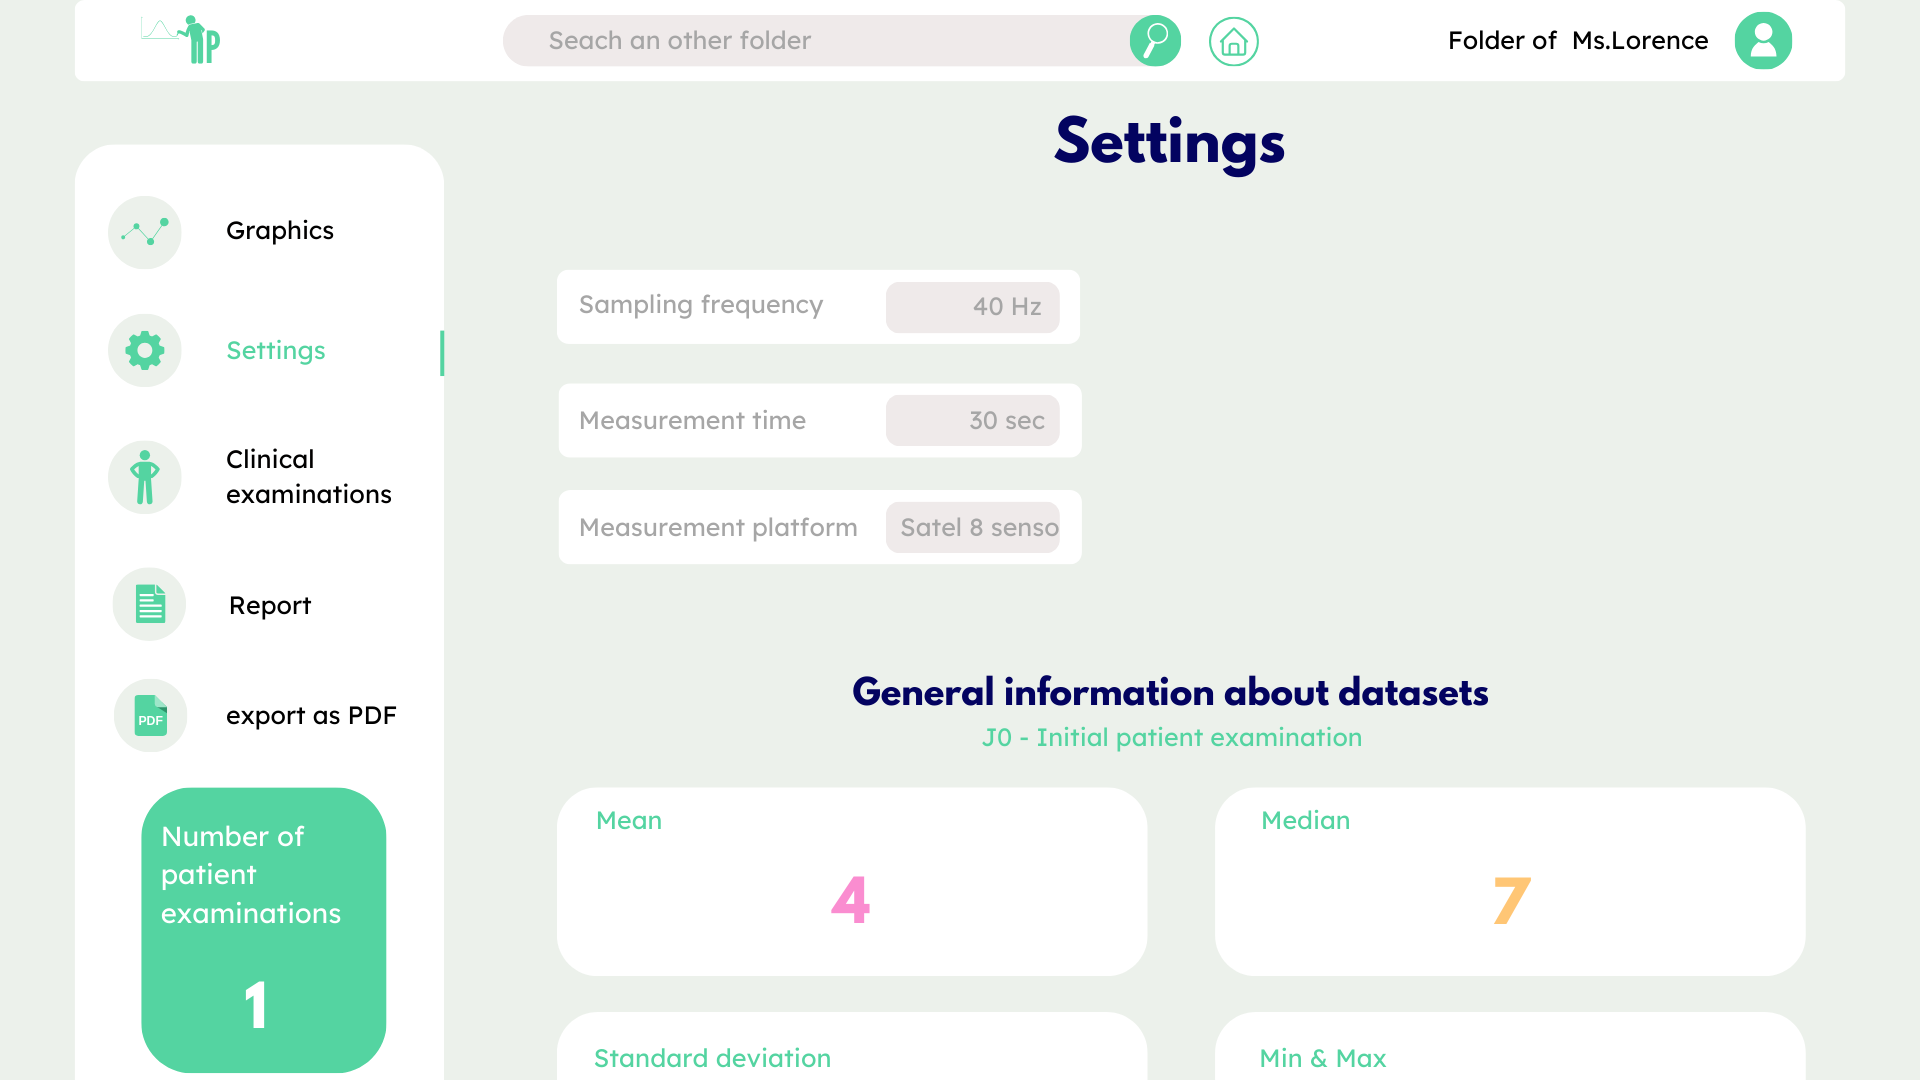 P
Seach an other folder
Folder of Ms.Lorence
Settings
Graphics
Settings
Clinical
examinations
Report
PDF
export as PDF
Number of
patient
examinations
1
Sampling frequency
40 Hz
Measurement time
30 sec
Measurement platform
Satel 8 senso
General information about datasets
J0 - Initial patient examination
Mean
4
Median
7
Standard deviation
Min & Max